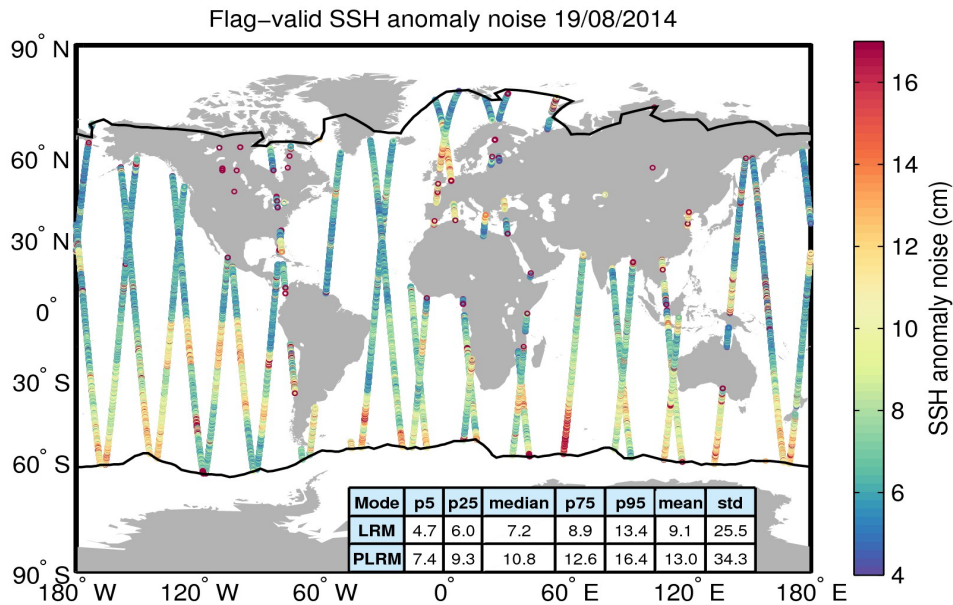 Flag−valid SSH anomaly noise 19/08/2014
90° N
60° N
30° N
0°
30° S
60° S
90° S
180° W
120° W
60° W
0°
60° E
120° E
180° E
Mode p5 p25 median p75 p95 mean std
LRM 4.7 6.0 7.2 8.9 13.4 9.1 25.5
PLRM 7.4 9.3 10.8 12.6 16.4 13.0 34.3
16
14
12
10
8
6
4
SSH anomaly noise (cm)